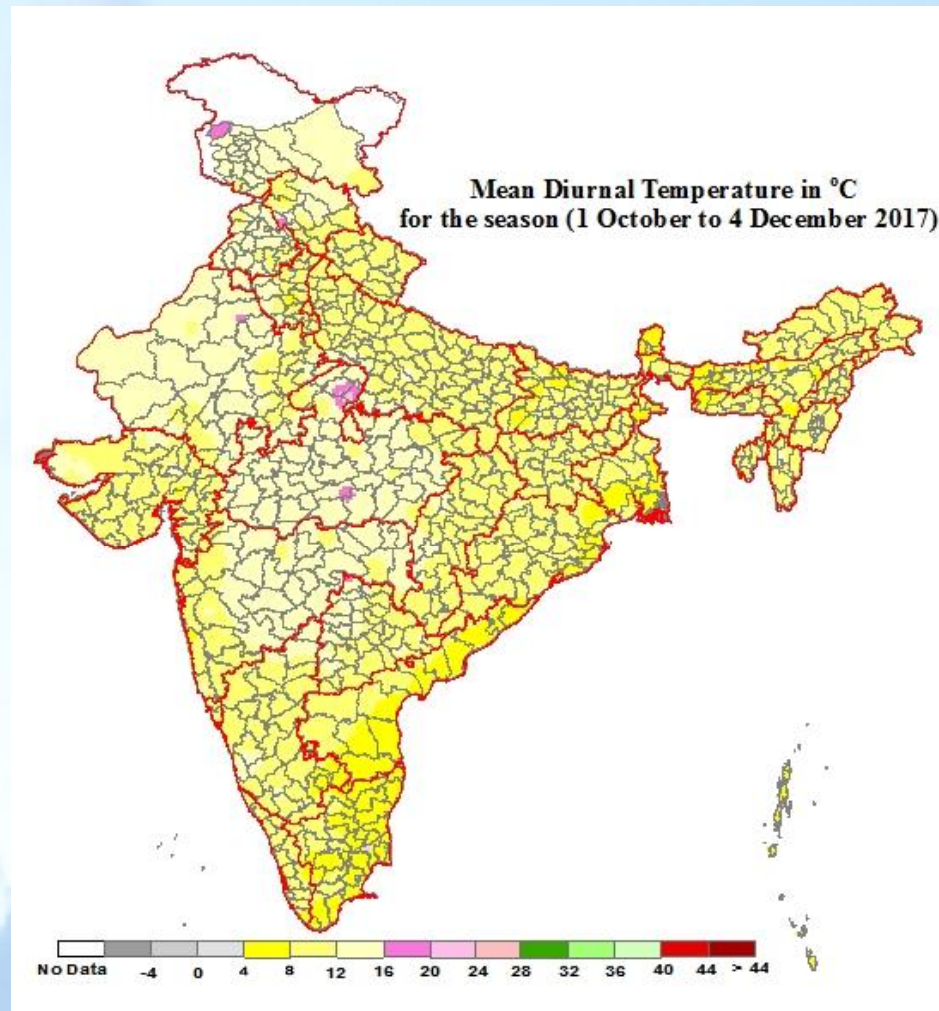 Mean Diurnal Temperature in °C
for the season (1 October to 4 December 2017)
No Data -4 0 4 8 12 16 20 24 28 32 36 40 44 > 44